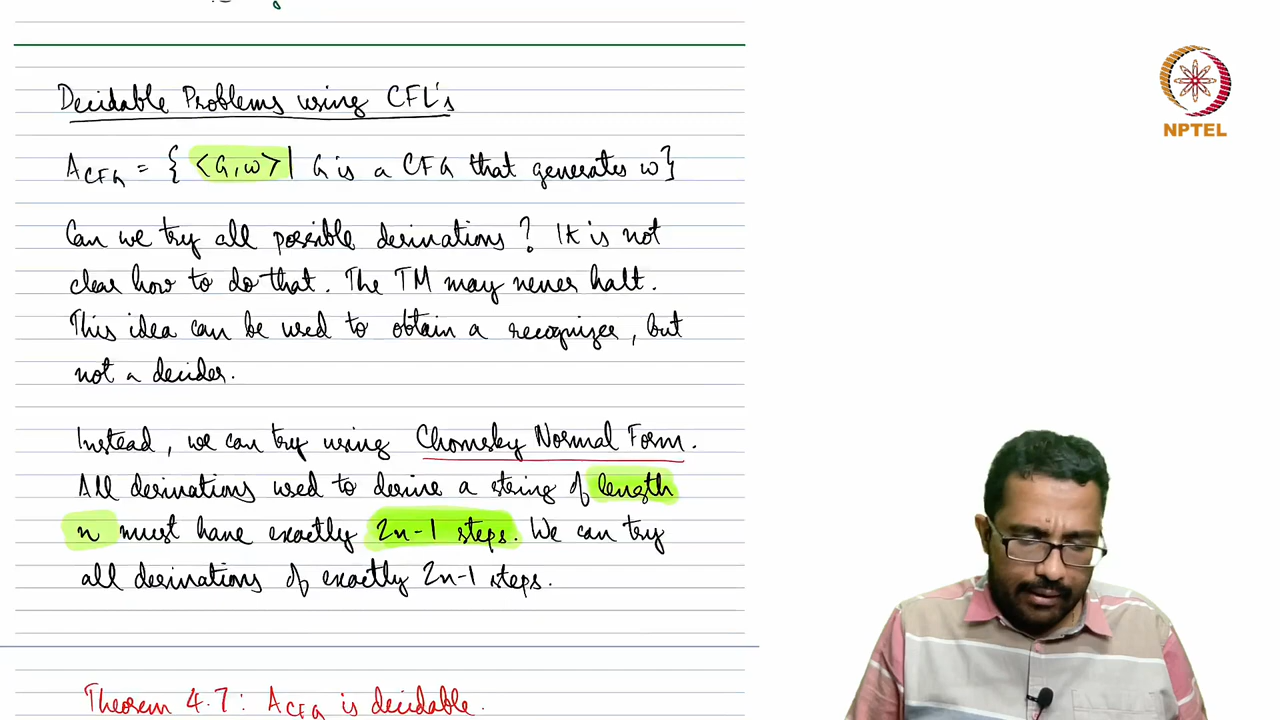 Decidable Problems using CFL's
A_CFG = { <G, w> | G is a CFG that generates w }
Can we try all possible derivations? It is not
clear how to do that. The TM may never halt.
This idea can be used to obtain a recognizer, but
not a decider.
Instead, we can try using Chomsky Normal Form.
All derivations used to derive a string of length
n must have exactly 2n-1 steps. We can try
all derivations of exactly 2n-1 steps.
Theorem 4.7: A_CFG is decidable.
NPTEL